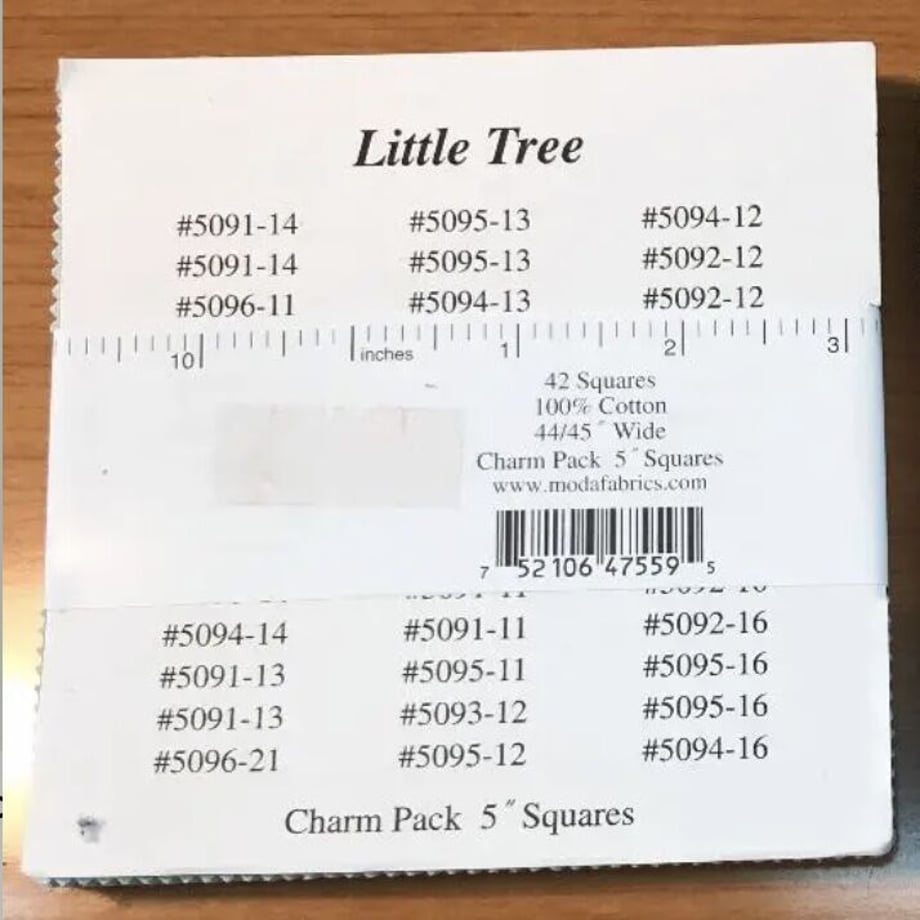 Little Tree
#5091-14 #5095-13 #5094-12
#5091-14 #5095-13 #5092-12
#5096-11 #5094-13 #5092-12
10 inches 1 2 3
42 Squares
100% Cotton
44/45″ Wide
Charm Pack 5″ Squares
www.modafabrics.com
7 52106 47559 5
#5094-14 #5091-11 #5092-16
#5091-13 #5095-11 #5095-16
#5091-13 #5093-12 #5095-16
#5096-21 #5095-12 #5094-16
Charm Pack 5″ Squares